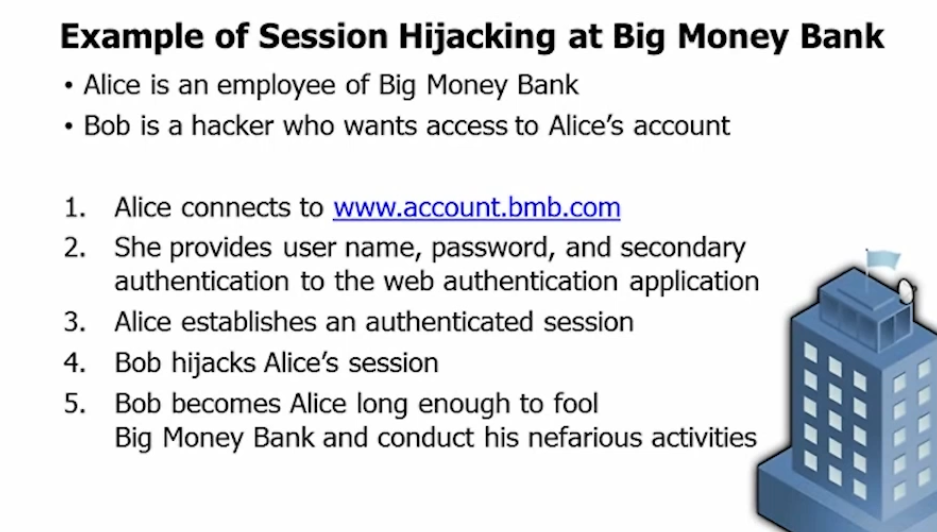 Example of Session Hijacking at Big Money Bank
• Alice is an employee of Big Money Bank
• Bob is a hacker who wants access to Alice’s account
1. Alice connects to www.account.bmb.com
2. She provides user name, password, and secondary
authentication to the web authentication application
3. Alice establishes an authenticated session
4. Bob hijacks Alice’s session
5. Bob becomes Alice long enough to fool
Big Money Bank and conduct his nefarious activities